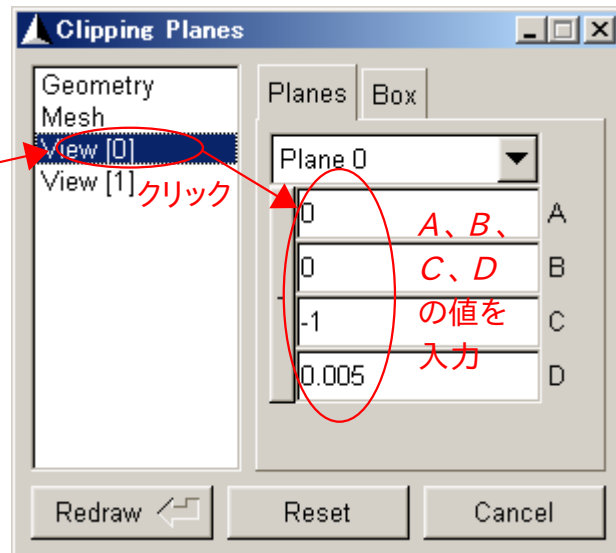 Clipping Planes
Geometry
Mesh
View [0]
View [1]
クリック
Planes
Box
Plane 0
0
A
0
B
-1
C
0.005
D
A、B、
C、D
の値を
入力
Redraw
Reset
Cancel